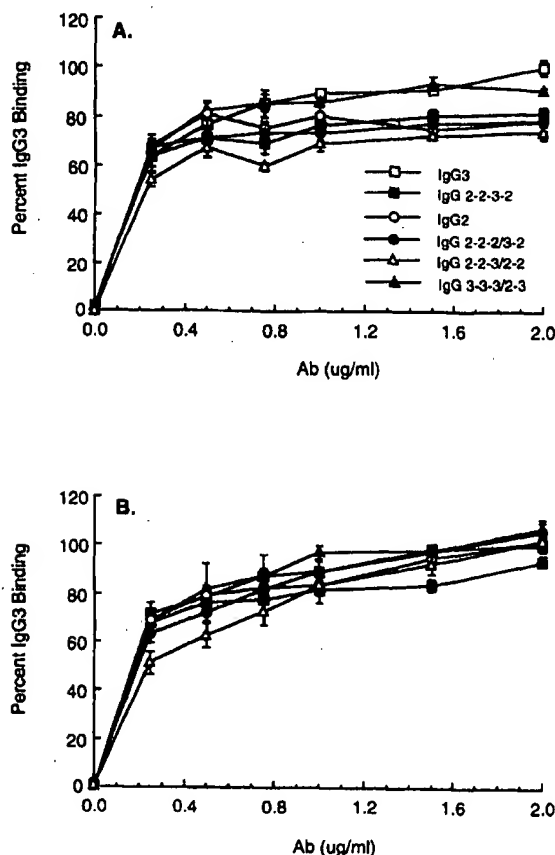 A.
Percent IgG3 Binding
120
100
80
60
40
20
0
0.0 0.4 0.8 1.2 1.6 2.0
Ab (ug/ml)
IgG3
IgG 2-2-3-2
IgG2
IgG 2-2-2/3-2
IgG 2-2-3/2-2
IgG 3-3-3/2-3
B.
Percent IgG3 Binding
120
100
80
60
40
20
0
0.0 0.4 0.8 1.2 1.6 2.0
Ab (ug/ml)